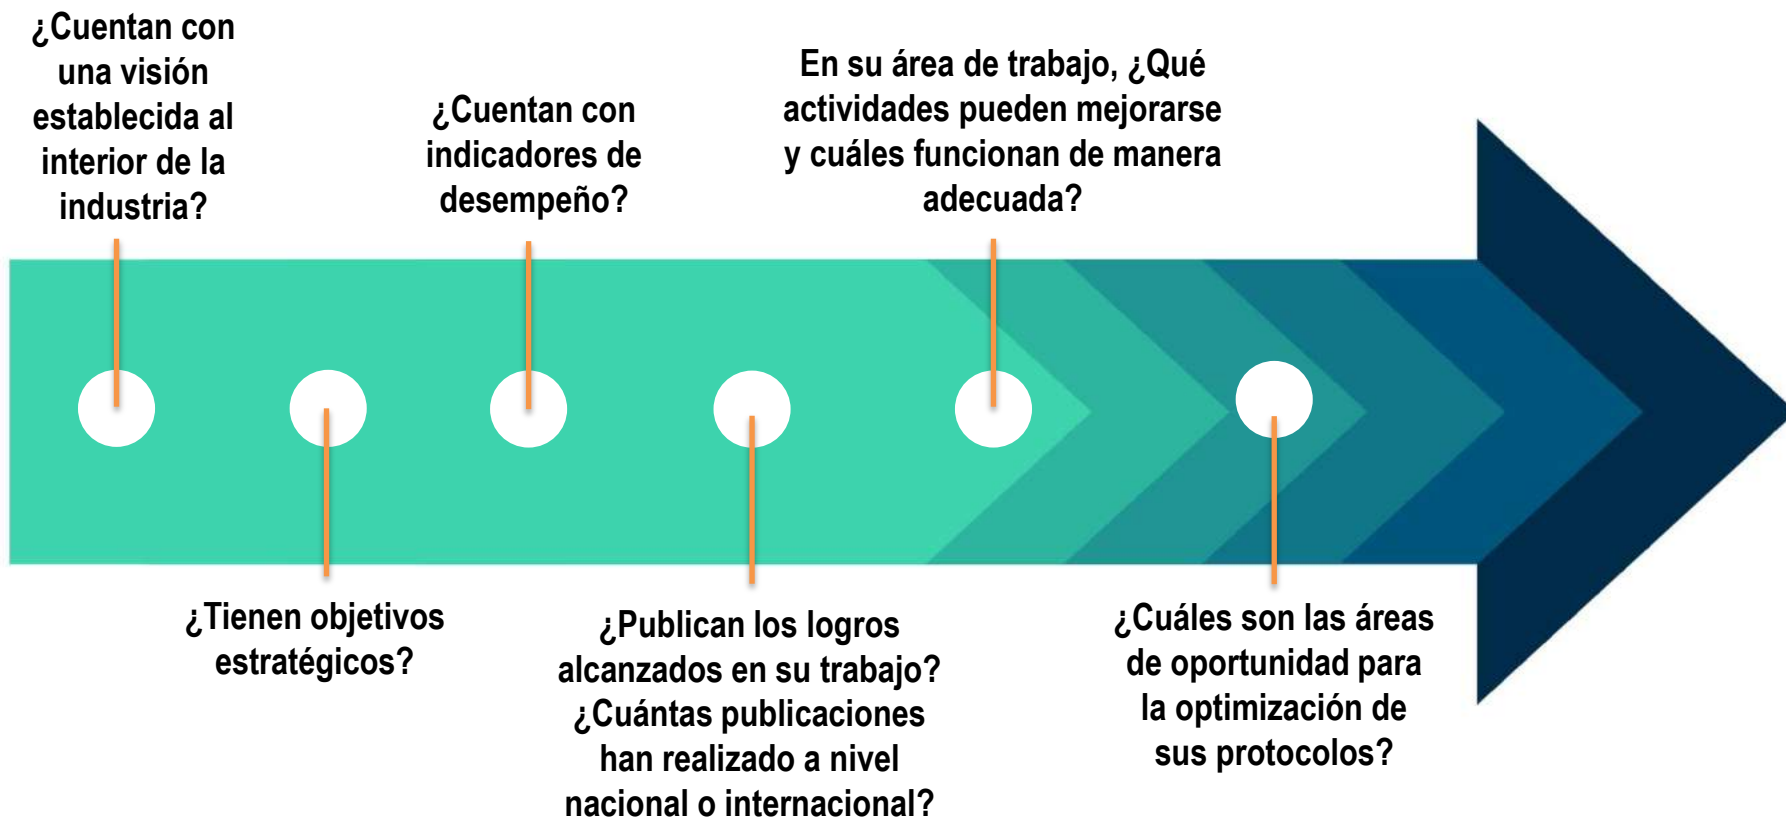 ¿Cuentan con
una visión
establecida al
interior de la
industria?
¿Tienen objetivos
estratégicos?
¿Cuentan con
indicadores de
desempeño?
¿Publican los logros
alcanzados en su trabajo?
¿Cuántas publicaciones
han realizado a nivel
nacional o internacional?
En su área de trabajo, ¿Qué
actividades pueden mejorarse
y cuáles funcionan de manera
adecuada?
¿Cuáles son las áreas
de oportunidad para
la optimización de
sus protocolos?